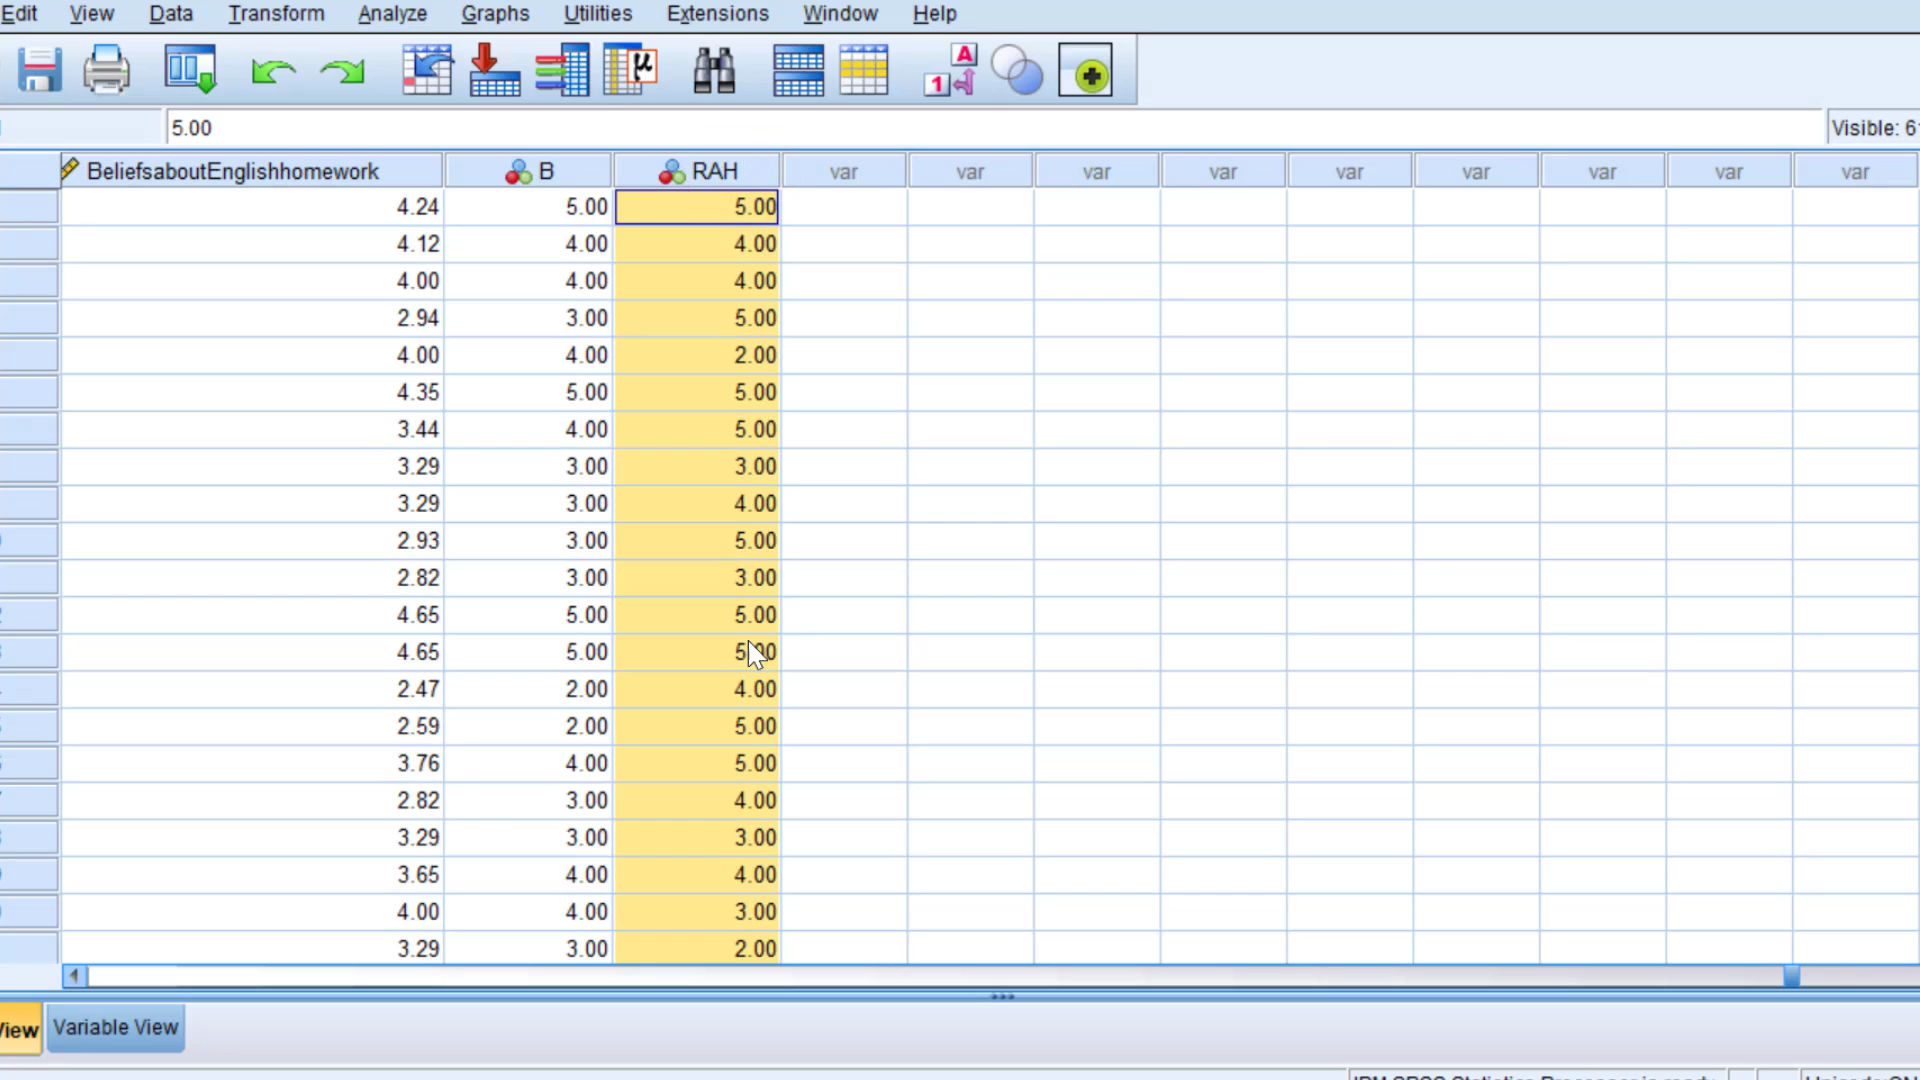 Edit View Data Transform Analyze Graphs Utilities Extensions Window Help
5.00 Visible:
BeliefsaboutEnglishhomework B RAH var var var var var var var var var
4.24 5.00 5.00
4.12 4.00 4.00
4.00 4.00 4.00
2.94 3.00 5.00
4.00 4.00 2.00
4.35 5.00 5.00
3.44 4.00 5.00
3.29 3.00 3.00
3.29 3.00 4.00
2.93 3.00 5.00
2.82 3.00 3.00
4.65 5.00 5.00
4.65 5.00 5.00
2.47 2.00 4.00
2.59 2.00 5.00
3.76 4.00 5.00
2.82 3.00 4.00
3.29 3.00 3.00
3.65 4.00 4.00
4.00 4.00 3.00
3.29 3.00 2.00
View Variable View